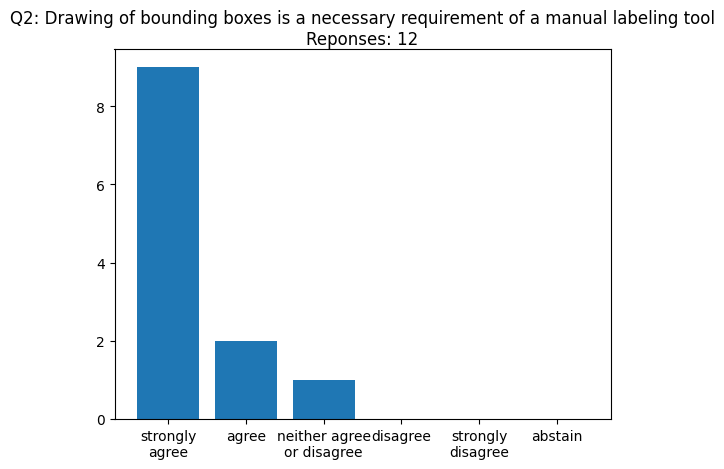 Q2: Drawing of bounding boxes is a necessary requirement of a manual labeling tool
Reponses: 12
8
6
4
2
0
strongly agree neither agree disagree strongly abstain
agree or disagree disagree